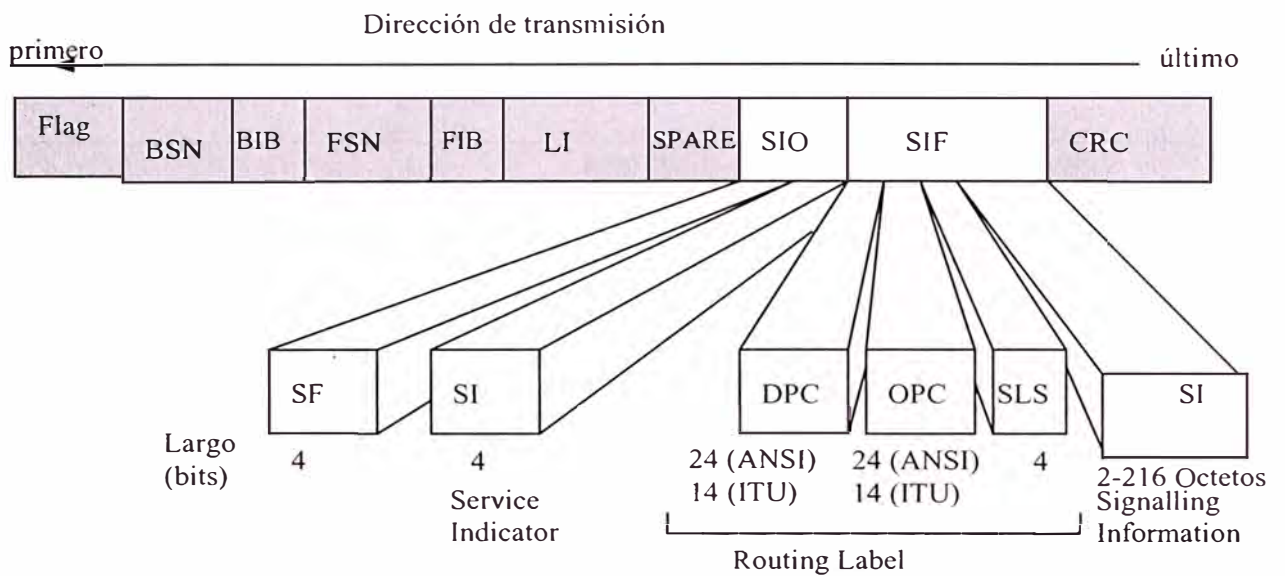 Dirección de transmisión
primero
último
Flag BSN BIB FSN FIB LI SPARE SIO SIF CRC
SF SI DPC OPC SLS SI
Largo
(bits)
4 4 24 (ANSI) 24 (ANSI) 4 2-216 Octetos
14 (ITU) 14 (ITU)
Service
Indicator
Signalling
Information
Routing Label